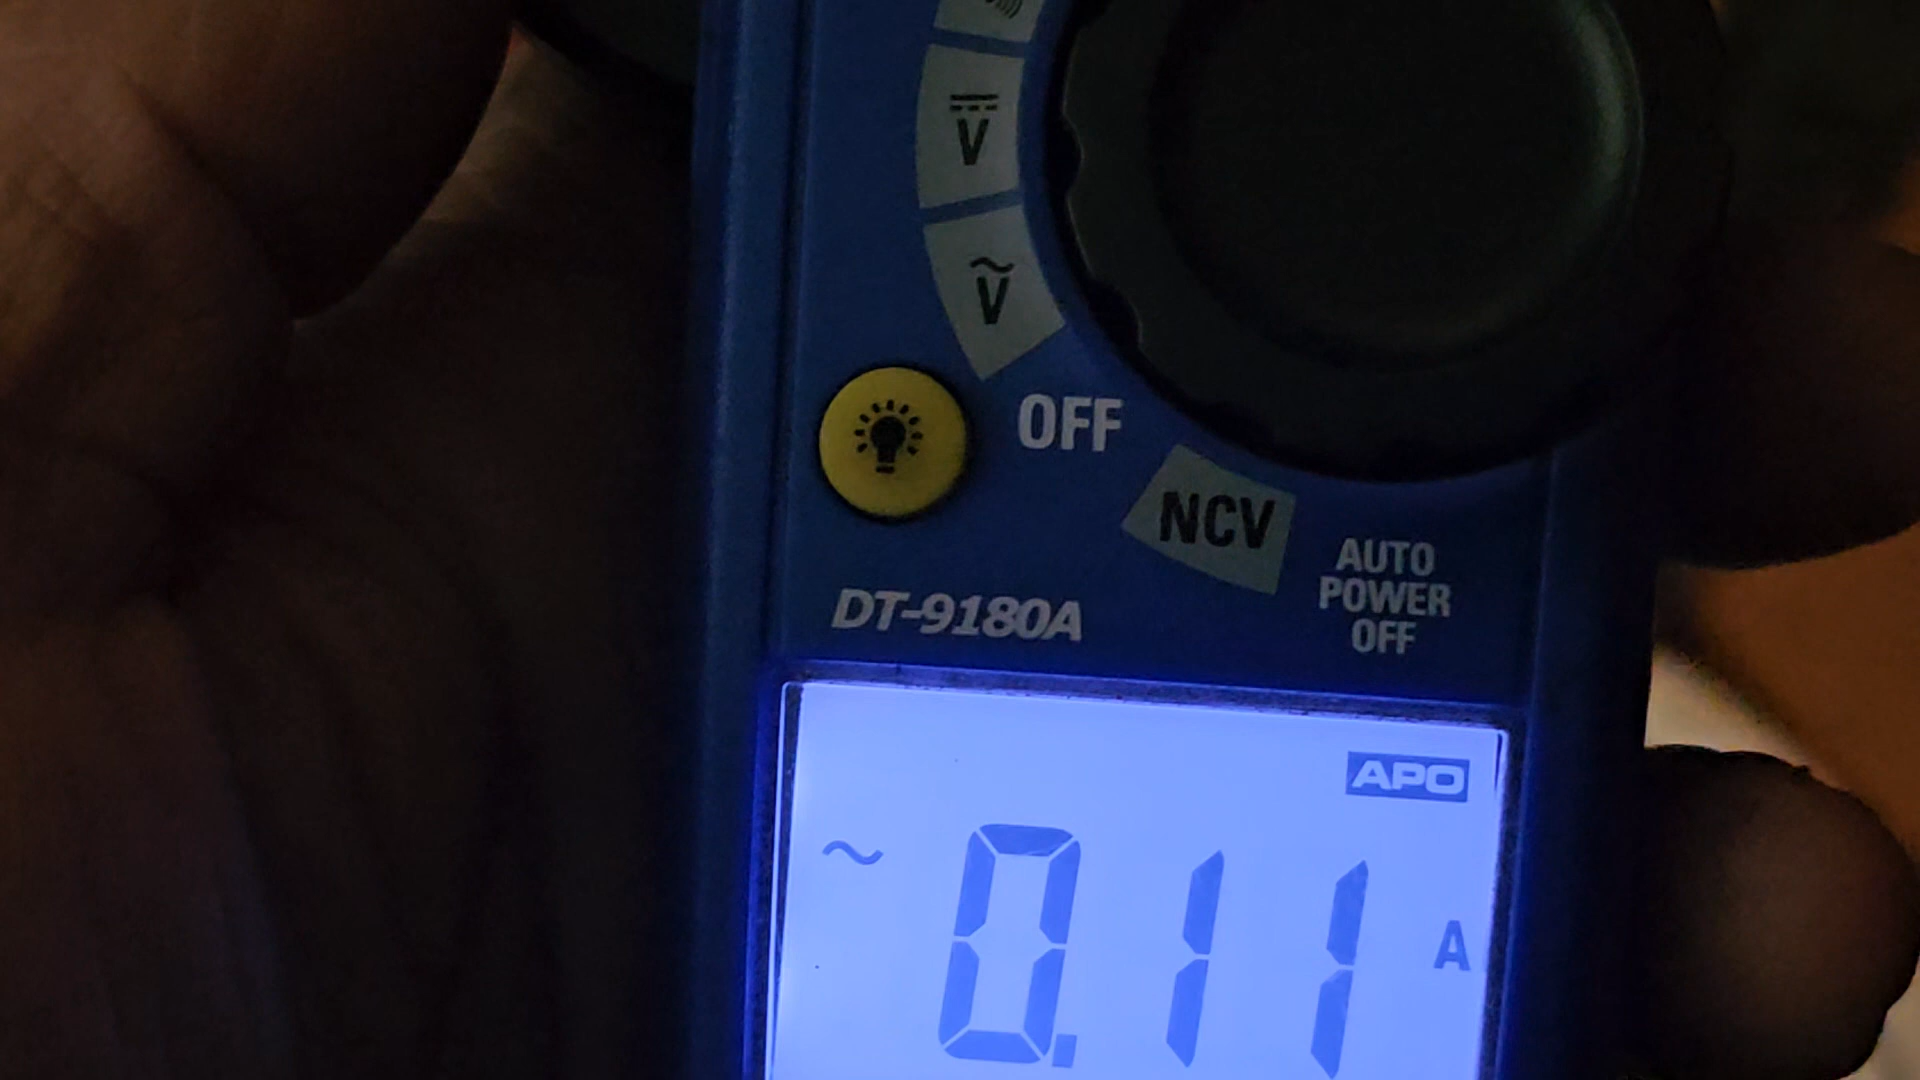 V
V
OFF
NCV
AUTO
POWER
OFF
DT-9180A
APO
~ 0.11 A